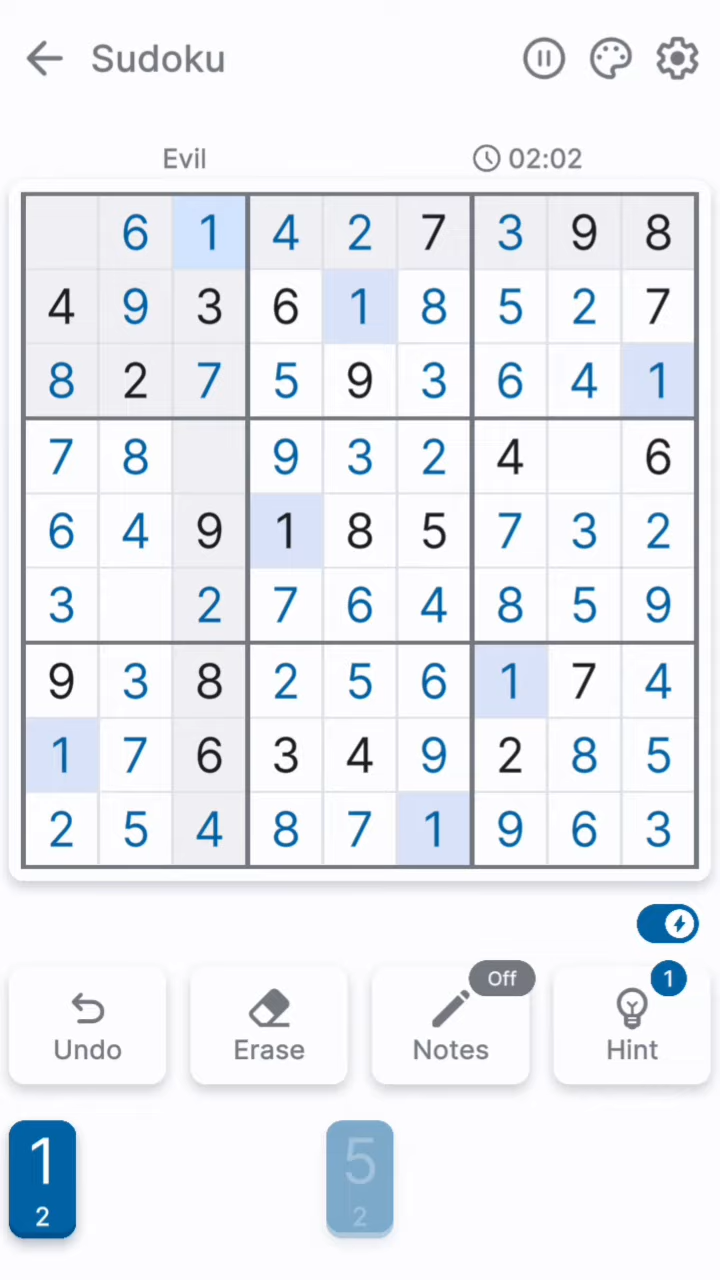 Sudoku
Evil 02:02
6 1 4 2 7 3 9 8
4 9 3 6 1 8 5 2 7
8 2 7 5 9 3 6 4 1
7 8 9 3 2 4 6
6 4 9 1 8 5 7 3 2
3 2 7 6 4 8 5 9
9 3 8 2 5 6 1 7 4
1 7 6 3 4 9 2 8 5
2 5 4 8 7 1 9 6 3
Off 1
Undo Erase Notes Hint
1 5
2 2